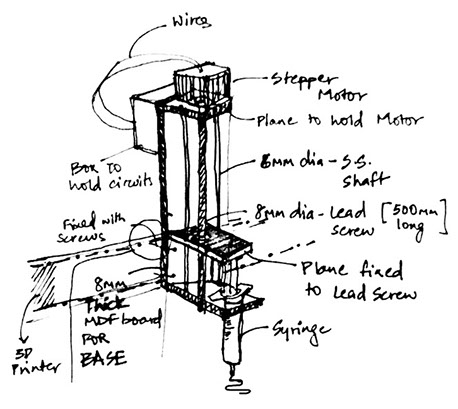 Wires
Stepper
Motor
Plane to hold Motor
Box to
hold circuits
8mm dia - S.S.
shaft
Fixed with
screws
8mm dia - Lead
screw [500mm
long]
Plane fixed
to Lead Screw
8mm
Thick
MDF board
FOR
BASE
3D
Printer
Syringe